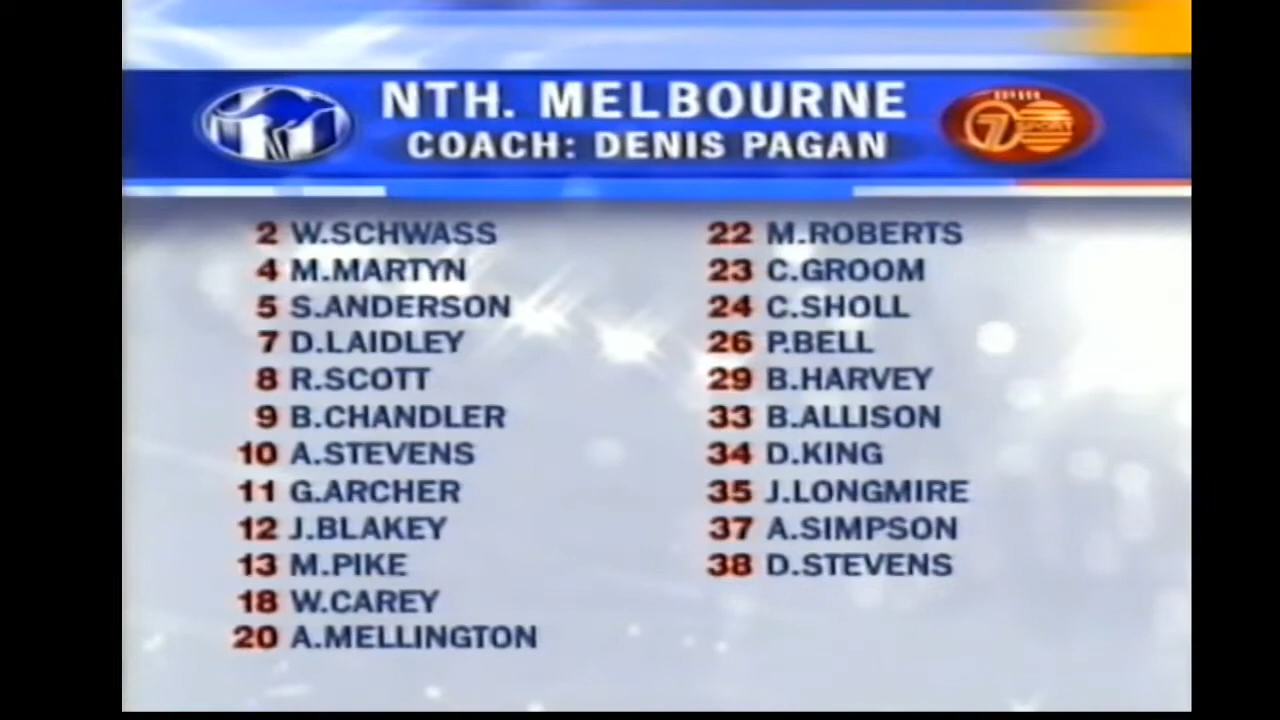 NTH. MELBOURNE
COACH: DENIS PAGAN
7 SPORT
2 W.SCHWASS
4 M.MARTYN
5 S.ANDERSON
7 D.LAIDLEY
8 R.SCOTT
9 B.CHANDLER
10 A.STEVENS
11 G.ARCHER
12 J.BLAKEY
13 M.PIKE
18 W.CAREY
20 A.MELLINGTON
22 M.ROBERTS
23 C.GROOM
24 C.SHOLL
26 P.BELL
29 B.HARVEY
33 B.ALLISON
34 D.KING
35 J.LONGMIRE
37 A.SIMPSON
38 D.STEVENS